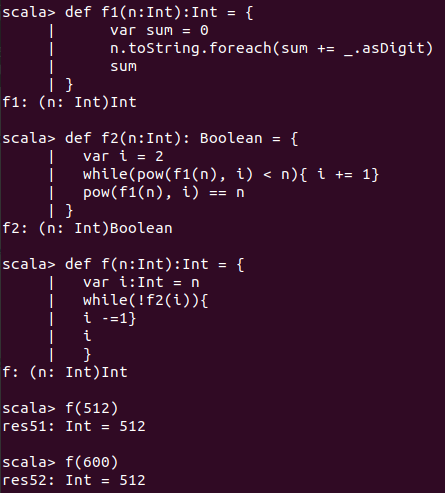 scala> def f1(n:Int):Int = {
     |      var sum = 0
     |      n.toString.foreach(sum += _.asDigit)
     |      sum
     | }
f1: (n: Int)Int

scala> def f2(n:Int): Boolean = {
     |   var i = 2
     |   while(pow(f1(n), i) < n){ i += 1}
     |   pow(f1(n), i) == n
     | }
f2: (n: Int)Boolean

scala> def f(n:Int):Int = {
     |   var i:Int = n
     |   while(!f2(i)){
     |   i -=1}
     |   i
     |   }
f: (n: Int)Int

scala> f(512)
res51: Int = 512

scala> f(600)
res52: Int = 512